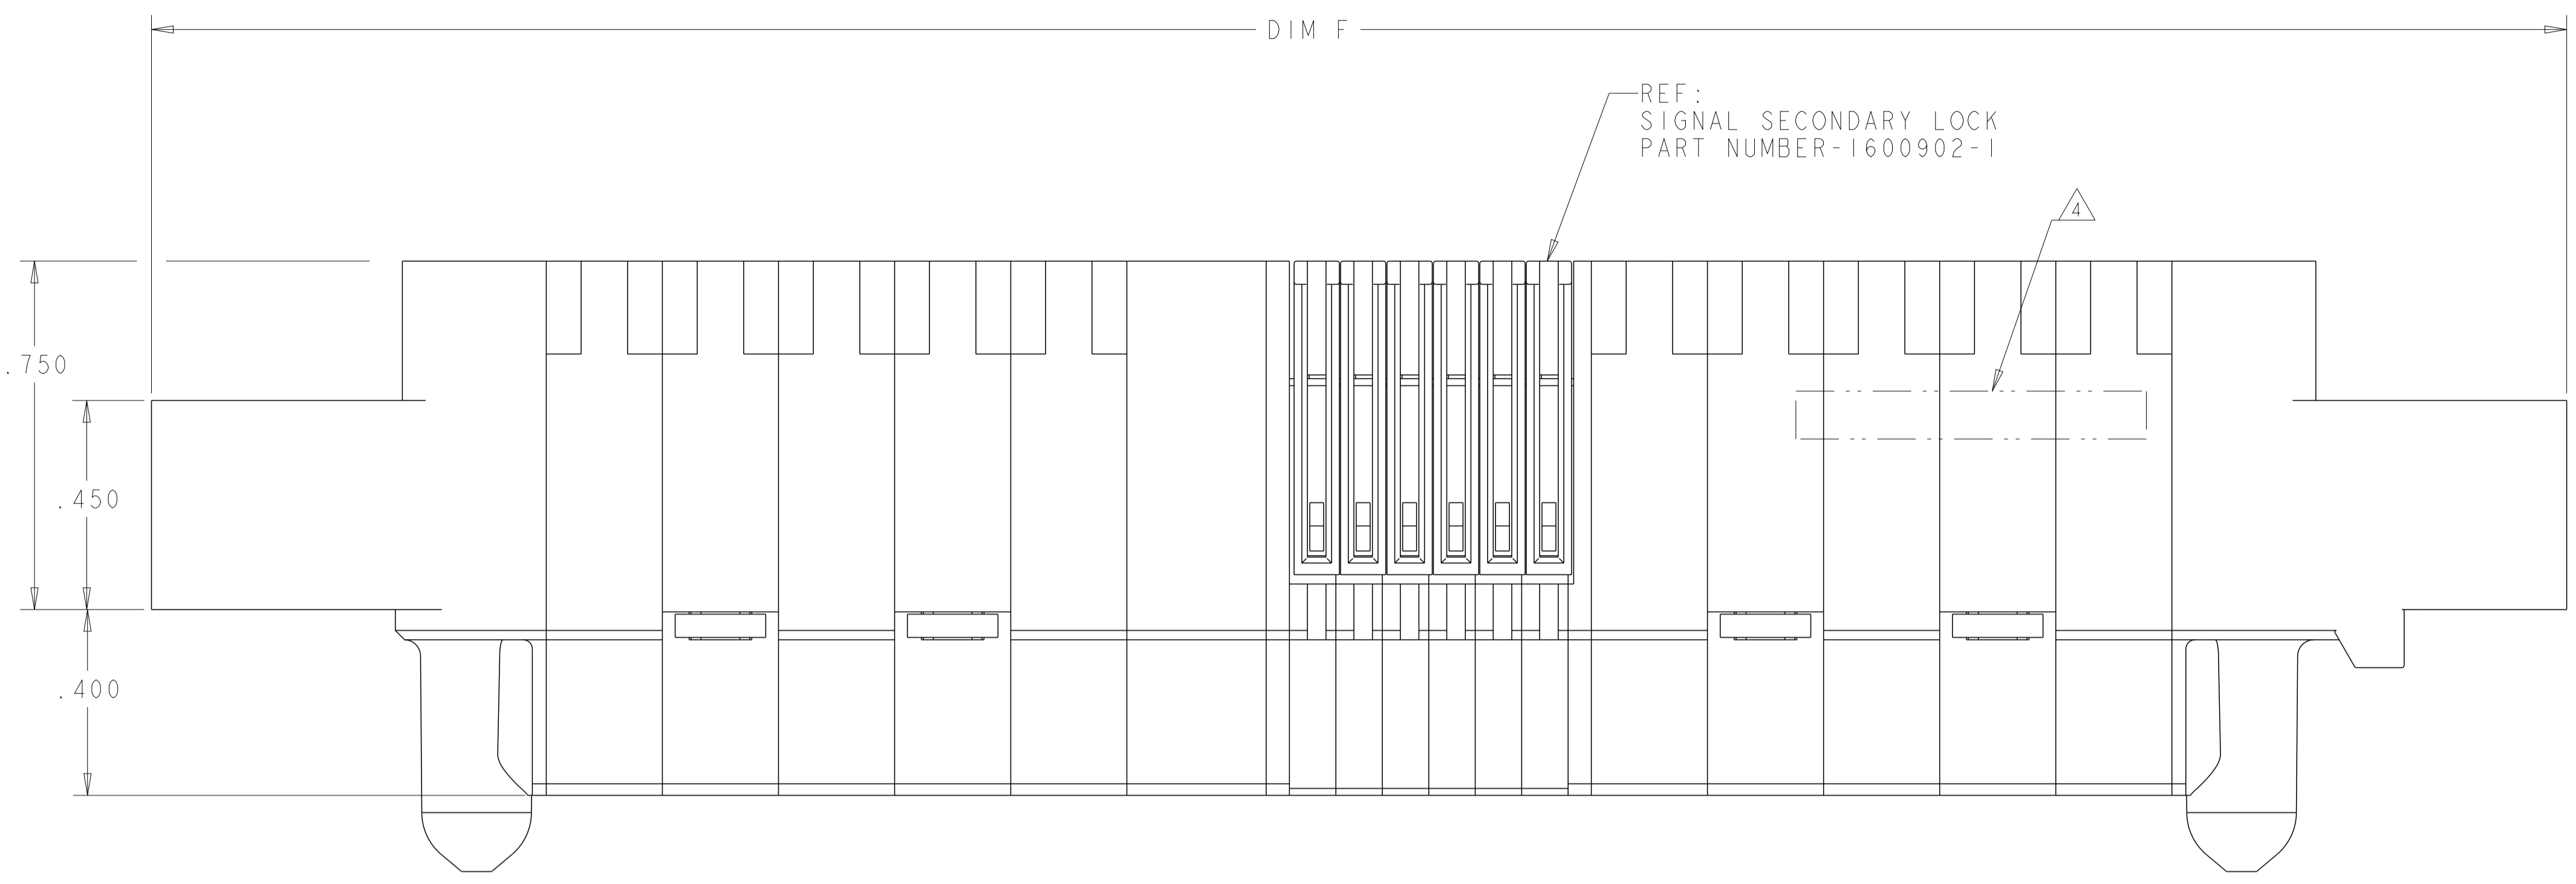 DIM F
REF:
SIGNAL SECONDARY LOCK
PART NUMBER-1600902-1
4
.750
.450
.400